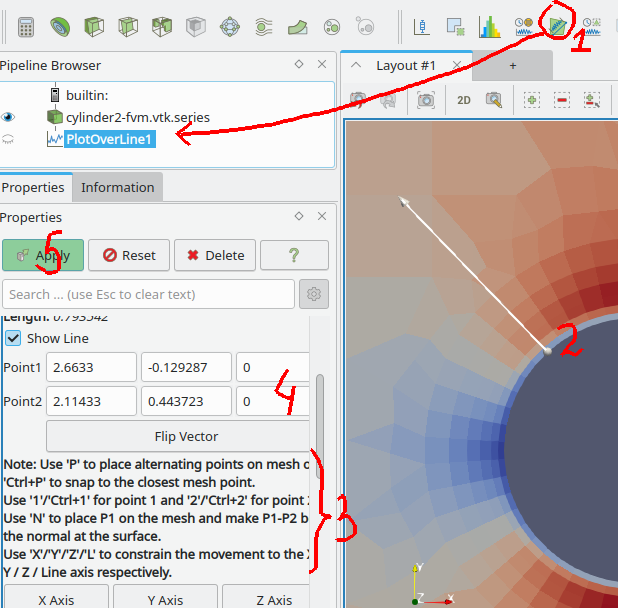 1
Pipeline Browser
Layout #1
+
builtin:
2D
cylinder2-fvm.vtk.series
PlotOverLine1
Properties
Information
Properties
5
Apply
Reset
Delete
?
Search ... (use Esc to clear text)
Length: 0.793542
Show Line
2
Point1
2.6633
-0.129287
0
Point2
2.11433
0.443723
0
4
Flip Vector
Note: Use 'P' to place alternating points on mesh o
'Ctrl+P' to snap to the closest mesh point.
Use '1'/'Ctrl+1' for point 1 and '2'/'Ctrl+2' for point
Use 'N' to place P1 on the mesh and make P1-P2 b
the normal at the surface.
Use 'X'/'Y'/'Z'/'L' to constrain the movement to the
Y / Z / Line axis respectively.
3
X Axis
Y Axis
Z Axis
Y
Z
X